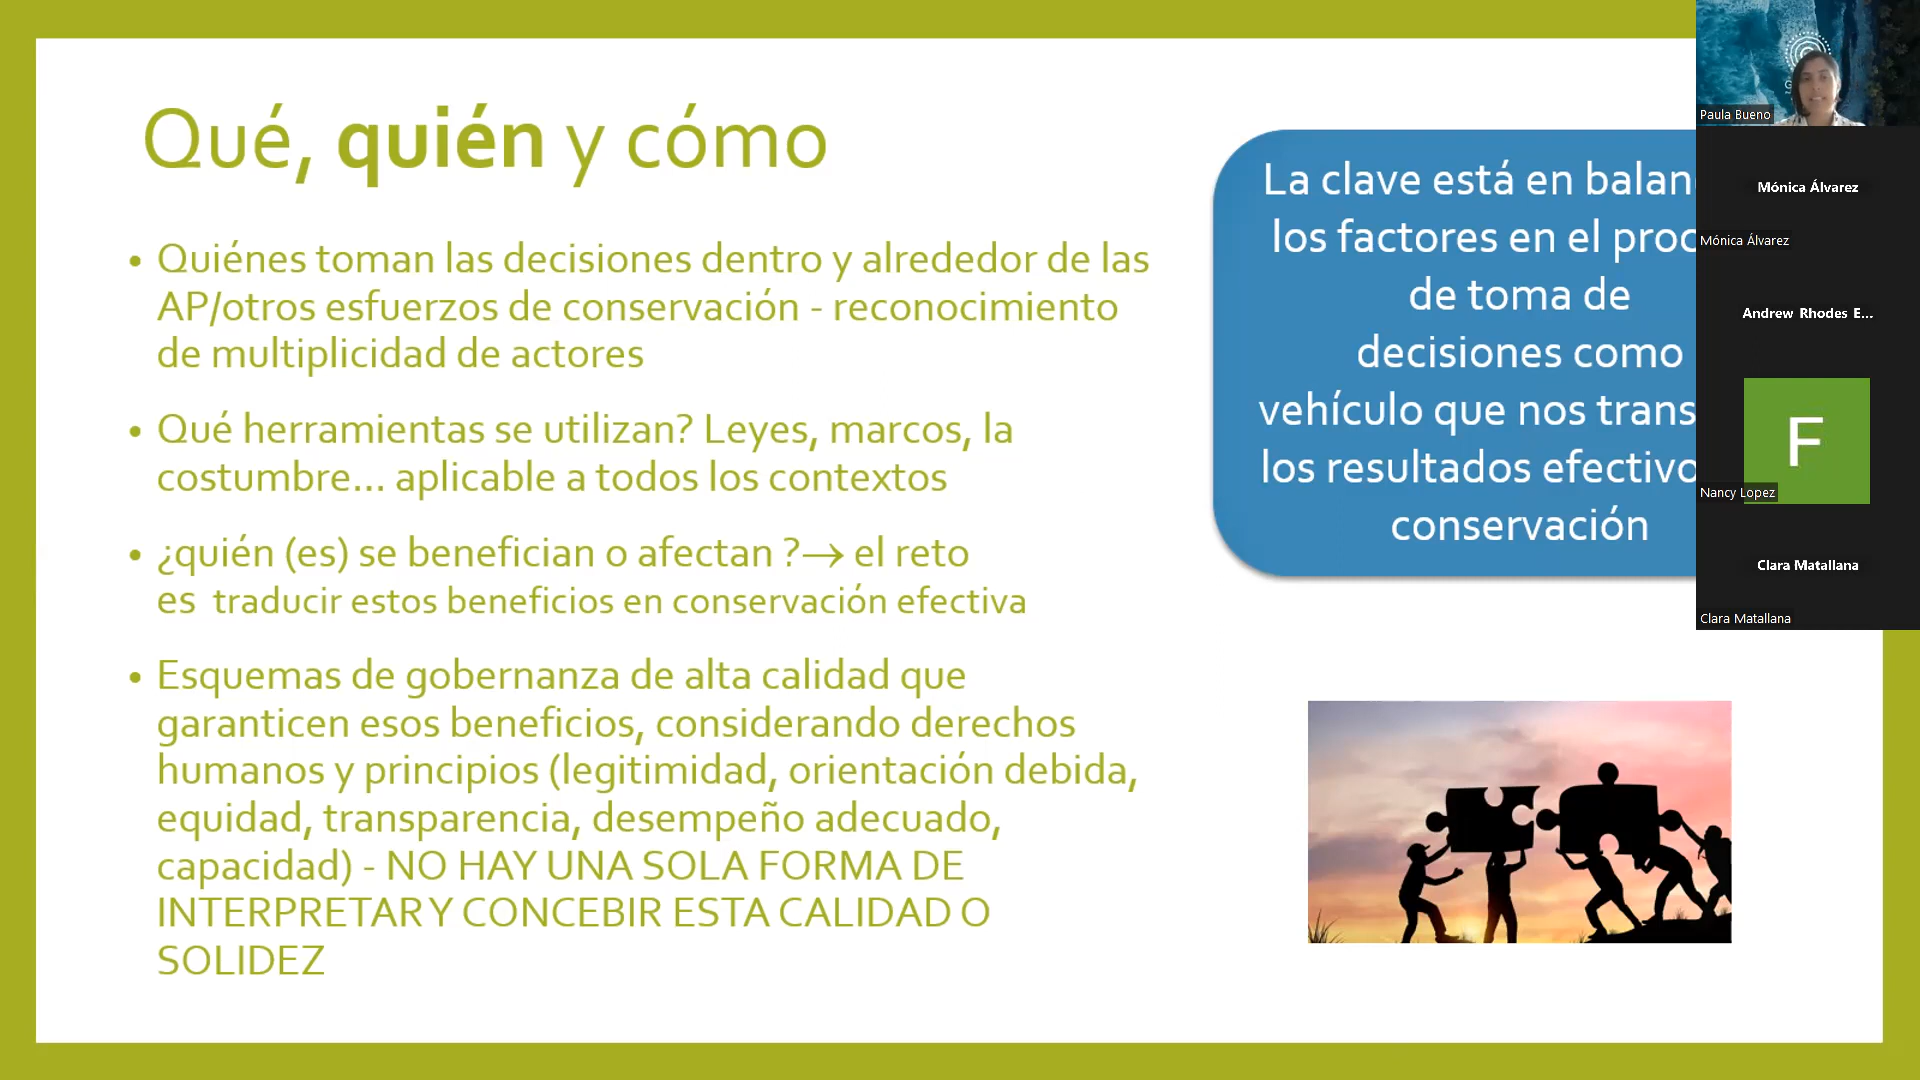 Qué, quién y cómo
• Quiénes toman las decisiones dentro y alrededor de las
AP/otros esfuerzos de conservación - reconocimiento
de multiplicidad de actores
• Qué herramientas se utilizan? Leyes, marcos, la
costumbre... aplicable a todos los contextos
• ¿quién (es) se benefician o afectan ?→ el reto
es traducir estos beneficios en conservación efectiva
• Esquemas de gobernanza de alta calidad que
garanticen esos beneficios, considerando derechos
humanos y principios (legitimidad, orientación debida,
equidad, transparencia, desempeño adecuado,
capacidad) - NO HAY UNA SOLA FORMA DE
INTERPRETAR Y CONCEBIR ESTA CALIDAD O
SOLIDEZ
La clave está en
los factores en el
de toma de
decisiones como
vehículo que nos
los resultados
conservación
Paula Bueno
Mónica Álvarez
Mónica Álvarez
Andrew Rhodes E...
F
Nancy Lopez
Clara Matallana
Clara Matallana